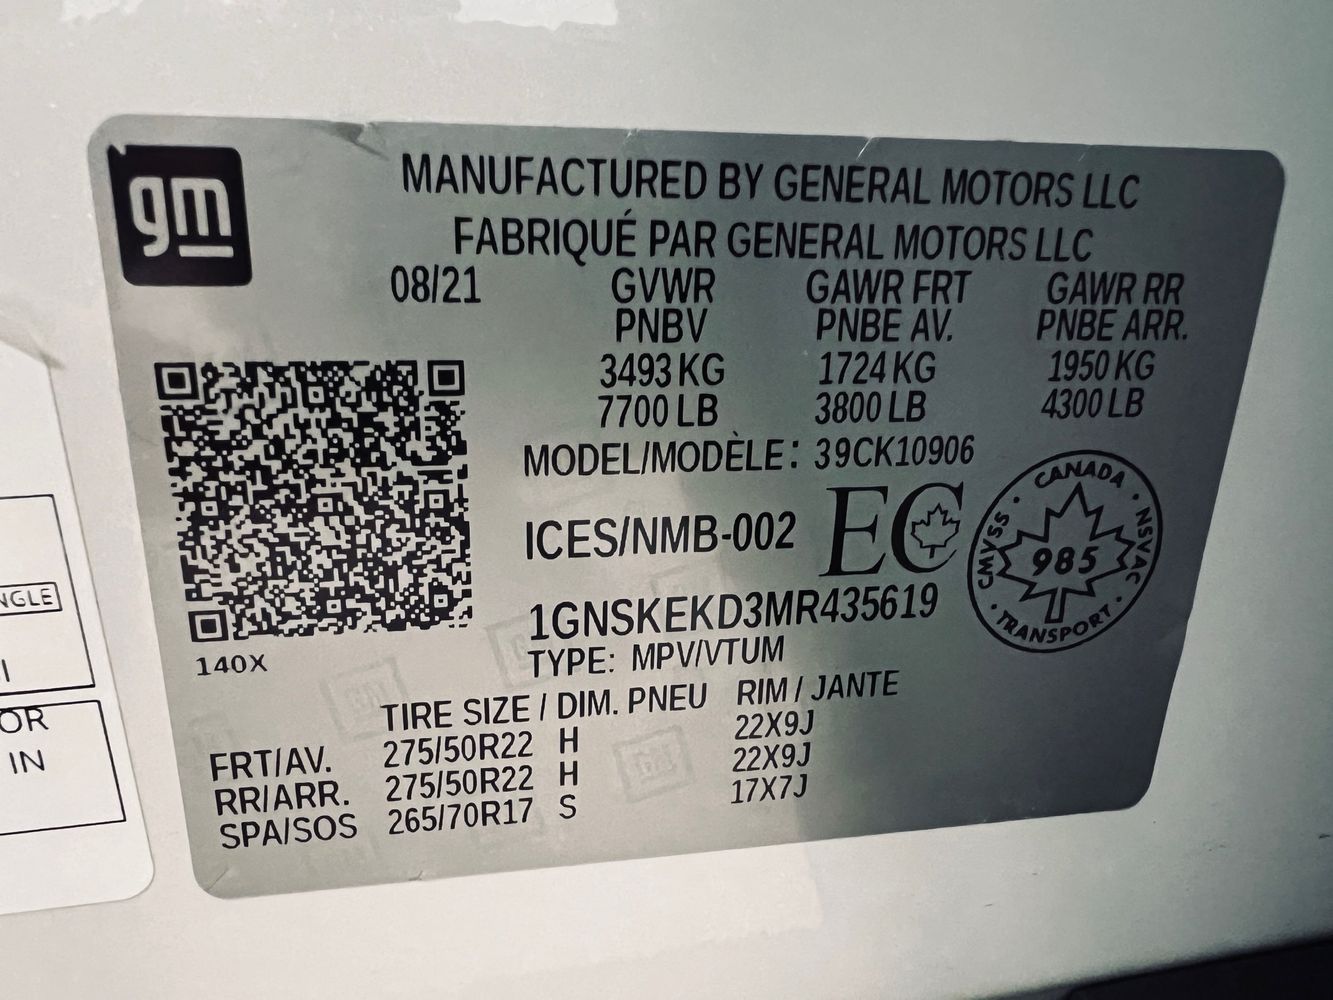 gm
MANUFACTURED BY GENERAL MOTORS LLC
FABRIQUÉ PAR GENERAL MOTORS LLC
08/21 GVWR GAWR FRT GAWR RR
PNBV PNBE AV. PNBE ARR.
3493 KG 1724 KG 1950 KG
7700 LB 3800 LB 4300 LB
MODEL/MODÈLE: 39CK10906
ICES/NMB-002 EC
CANADA
CMVSS 985 NSVAC
TRANSPORT
1GNSKEKD3MR435619
140X
TYPE: MPV/VTUM
TIRE SIZE / DIM. PNEU RIM / JANTE
FRT/AV. 275/50R22 H 22X9J
RR/ARR. 275/50R22 H 22X9J
SPA/SOS 265/70R17 S 17X7J
NGLE
OR
IN